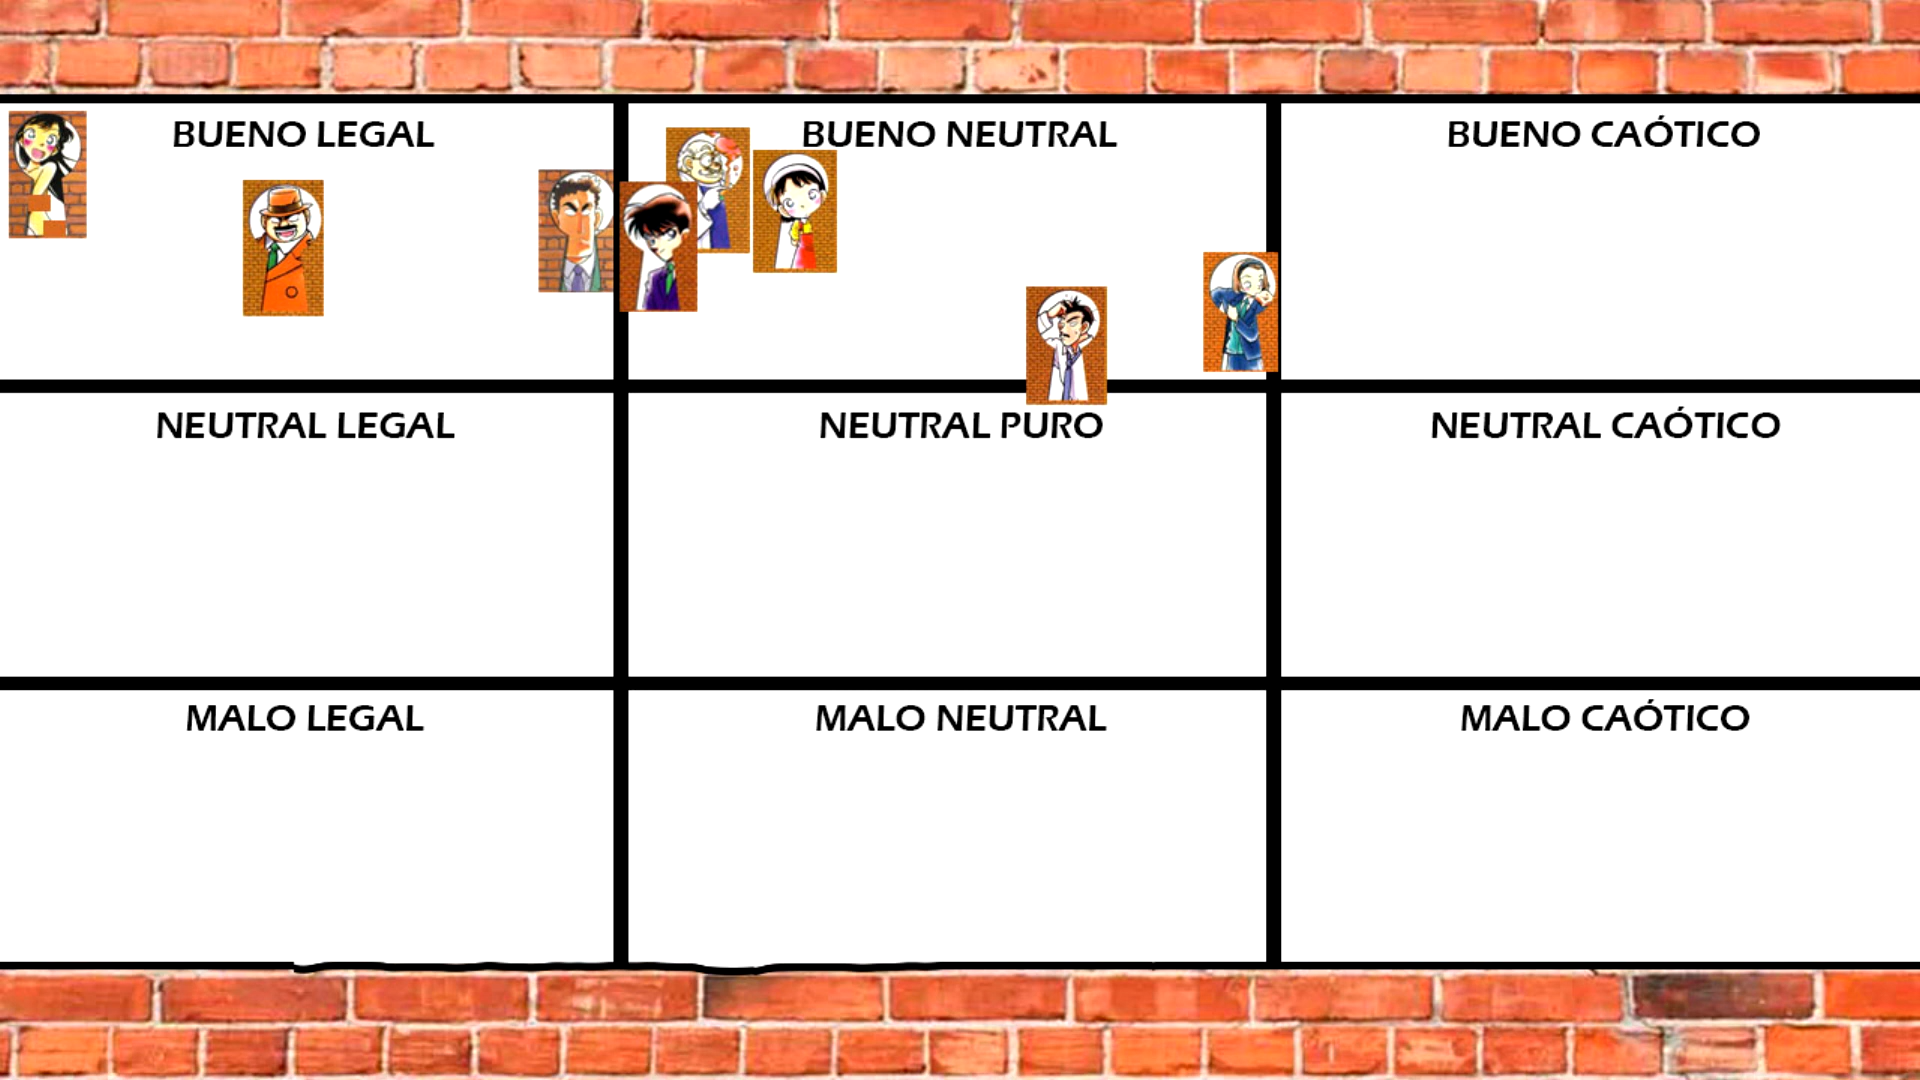 BUENO LEGAL
BUENO NEUTRAL
BUENO CAÓTICO
NEUTRAL LEGAL
NEUTRAL PURO
NEUTRAL CAÓTICO
MALO LEGAL
MALO NEUTRAL
MALO CAÓTICO